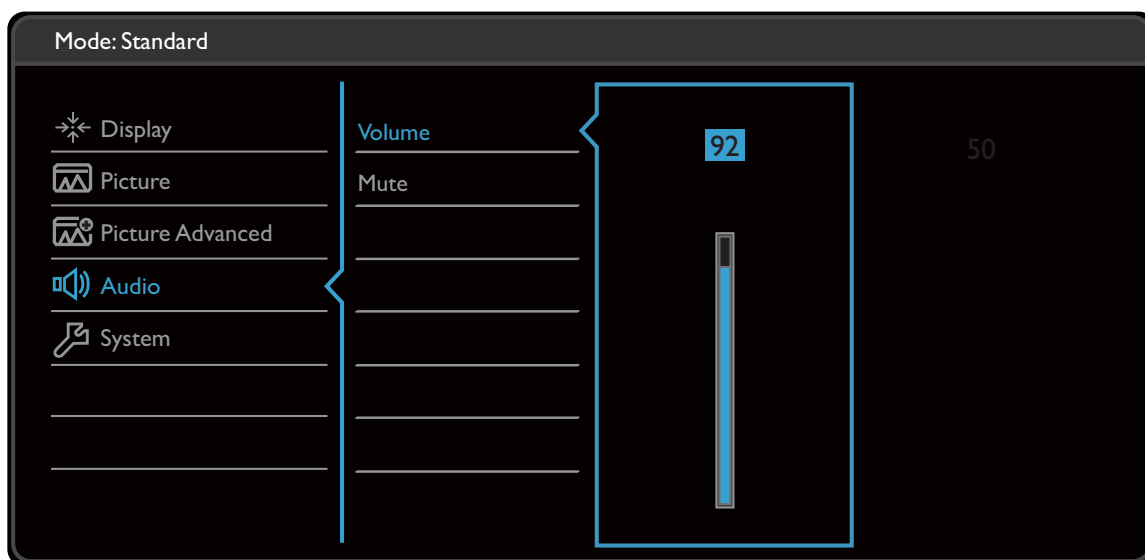 Mode: Standard
Display
Picture
Picture Advanced
Audio
System
Volume
Mute
92
50